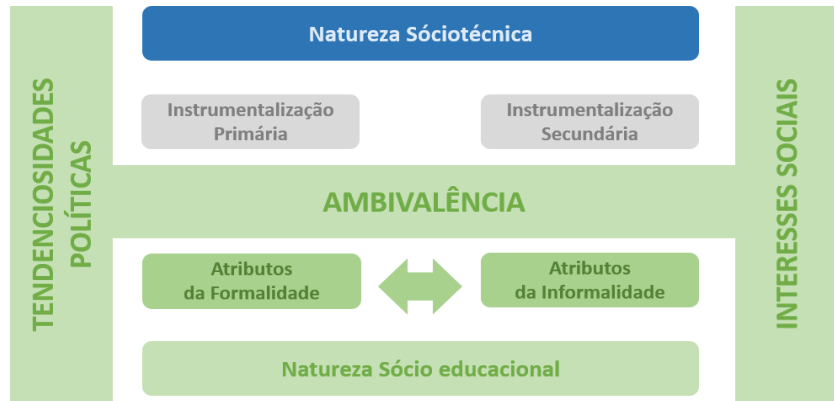 TENDENCIOSIDADES
POLÍTICAS
Natureza Sóciotécnica
Instrumentalização
Primária
Instrumentalização
Secundária
AMBIVALÊNCIA
Atributos
da Formalidade
Atributos
da Informalidade
Natureza Sócio educacional
INTERESSES SOCIAIS